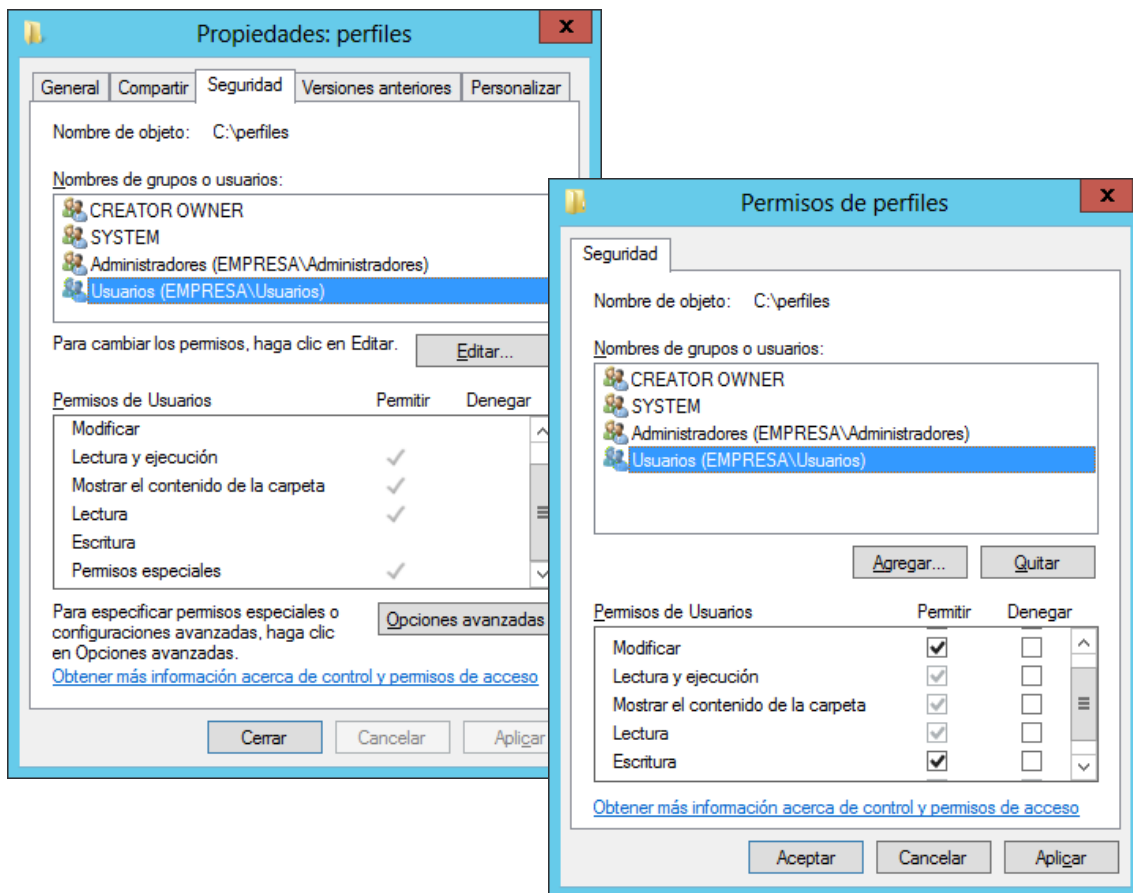 Propiedades: perfiles
x
General Compartir Seguridad Versiones anteriores Personalizar
Nombre de objeto: C:\perfiles
Nombres de grupos o usuarios:
CREATOR OWNER
SYSTEM
Administradores (EMPRESA\Administradores)
Usuarios (EMPRESA\Usuarios)
Para cambiar los permisos, haga clic en Editar.
Editar...
Permisos de Usuarios Permitir Denegar
Modificar
Lectura y ejecución
Mostrar el contenido de la carpeta
Lectura
Escritura
Permisos especiales
Para especificar permisos especiales o
configuraciones avanzadas, haga clic
en Opciones avanzadas.
Opciones avanzadas
Obtener más información acerca de control y permisos de acceso
Cerrar Cancelar Aplicar
Permisos de perfiles
x
Seguridad
Nombre de objeto: C:\perfiles
Nombres de grupos o usuarios:
CREATOR OWNER
SYSTEM
Administradores (EMPRESA\Administradores)
Usuarios (EMPRESA\Usuarios)
Agregar... Quitar
Permisos de Usuarios Permitir Denegar
Modificar
Lectura y ejecución
Mostrar el contenido de la carpeta
Lectura
Escritura
Obtener más información acerca de control y permisos de acceso
Aceptar Cancelar Aplicar